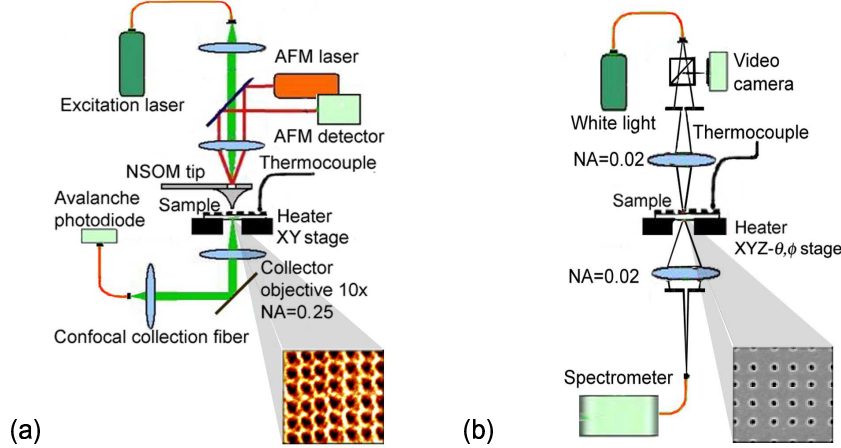 Excitation laser
AFM laser
AFM detector
NSOM tip
Thermocouple
Avalanche
photodiode
Sample
Heater
XY stage
Collector
objective 10x
NA=0.25
Confocal collection fiber
(a)
Video
camera
White light
Thermocouple
NA=0.02
Sample
Heater
XYZ-θ,ϕ stage
NA=0.02
Spectrometer
(b)